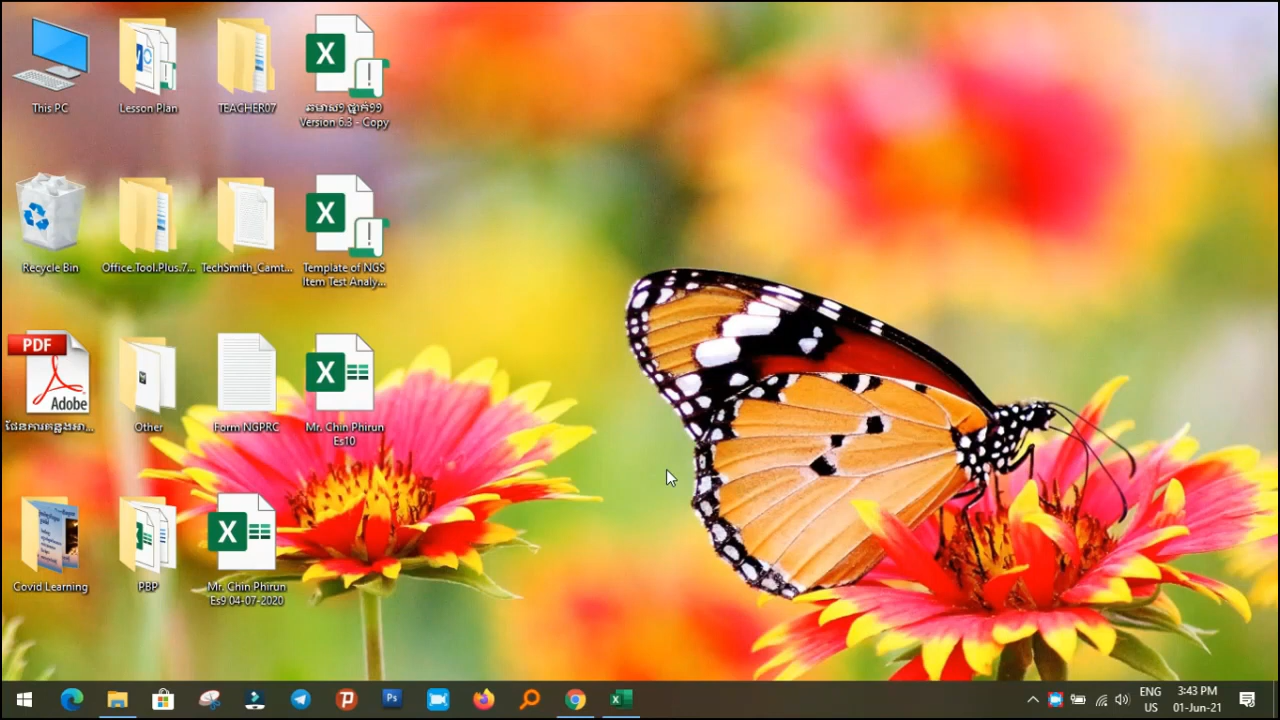 This PC
Lesson Plan
TEACHER07
Version 6.3 - Copy
Recycle Bin
Office.Tool.Plus.7...
TechSmith_Camt...
Template of NGS
Item Test Analy...
PDF
Adobe
Other
Form NGPRC
Mr. Chin Phirun
Es10
Covid Learning
PBP
Mr. Chin Phirun
Es9 04-07-2020
ENG
US
3:43 PM
01-Jun-21